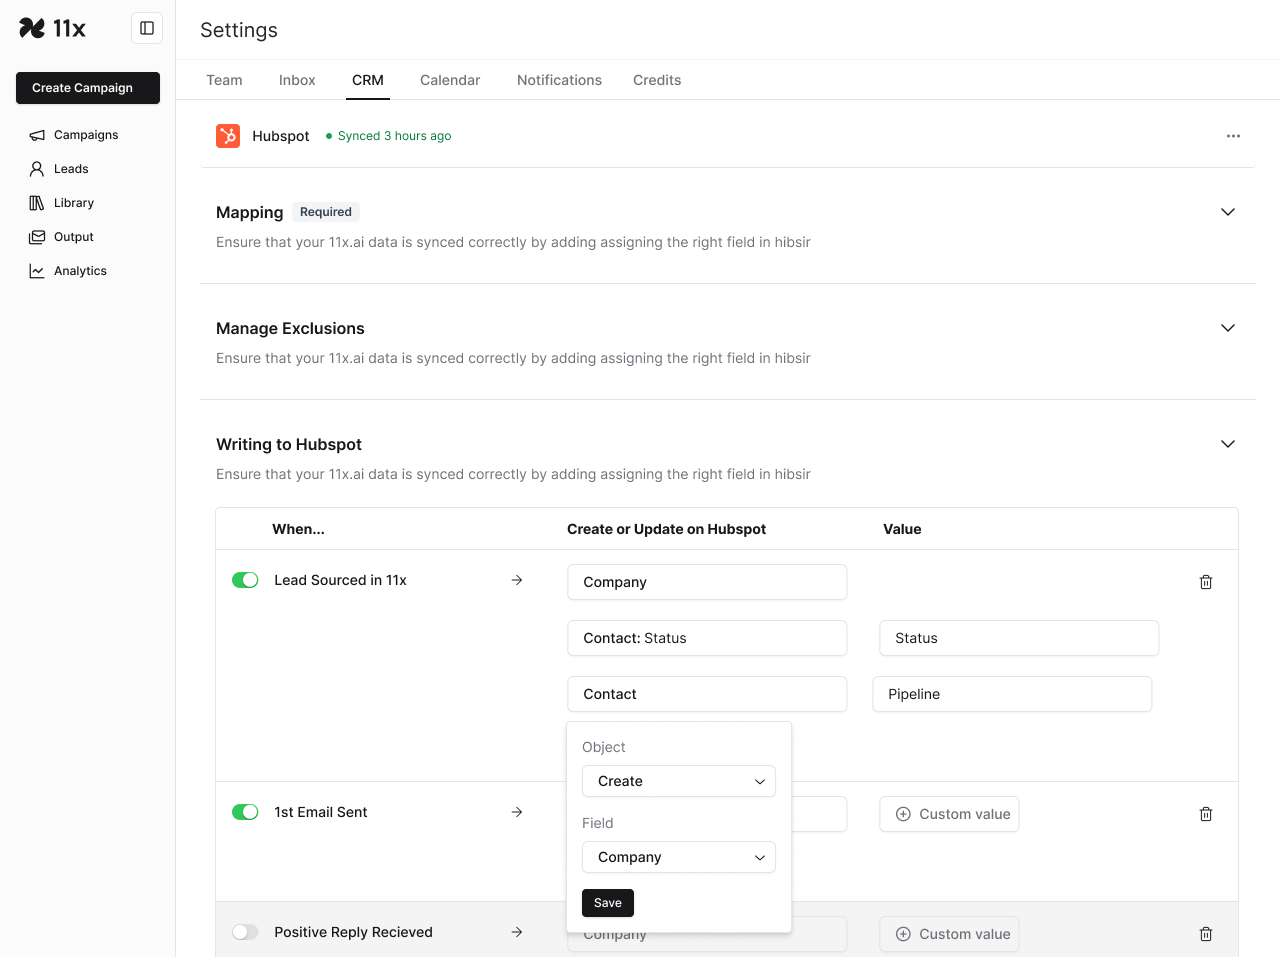 11x
Settings
Create Campaign
Campaigns
Leads
Library
Output
Analytics
Team Inbox CRM Calendar Notifications Credits
Hubspot Synced 3 hours ago
Mapping Required
Ensure that your 11x.ai data is synced correctly by adding assigning the right field in hibsir
Manage Exclusions
Ensure that your 11x.ai data is synced correctly by adding assigning the right field in hibsir
Writing to Hubspot
Ensure that your 11x.ai data is synced correctly by adding assigning the right field in hibsir
When... Create or Update on Hubspot Value
Lead Sourced in 11x Company
Contact: Status Status
Contact Pipeline
Object
Create
1st Email Sent Custom value
Field
Company
Save
Positive Reply Recieved Company Custom value